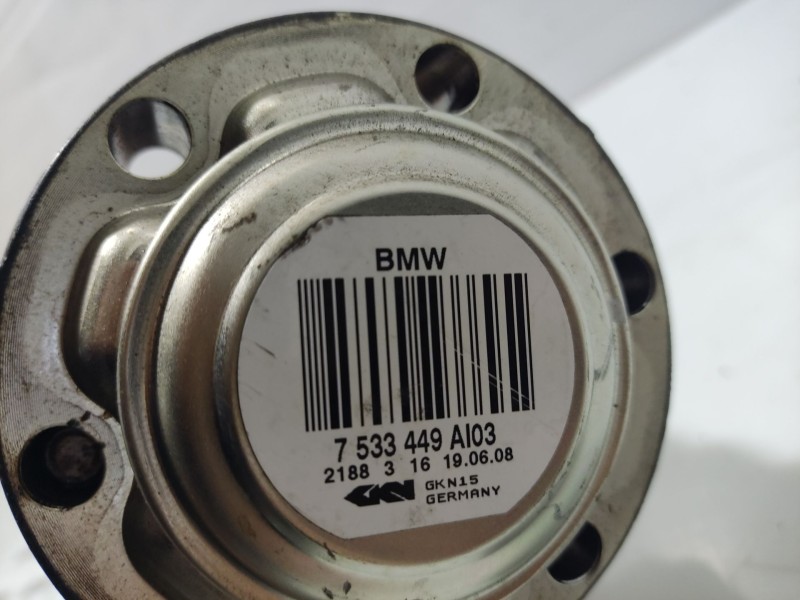 BMW
7 533 449 AI03
2188 3 16 19.06.08
GKN GKN15
GERMANY